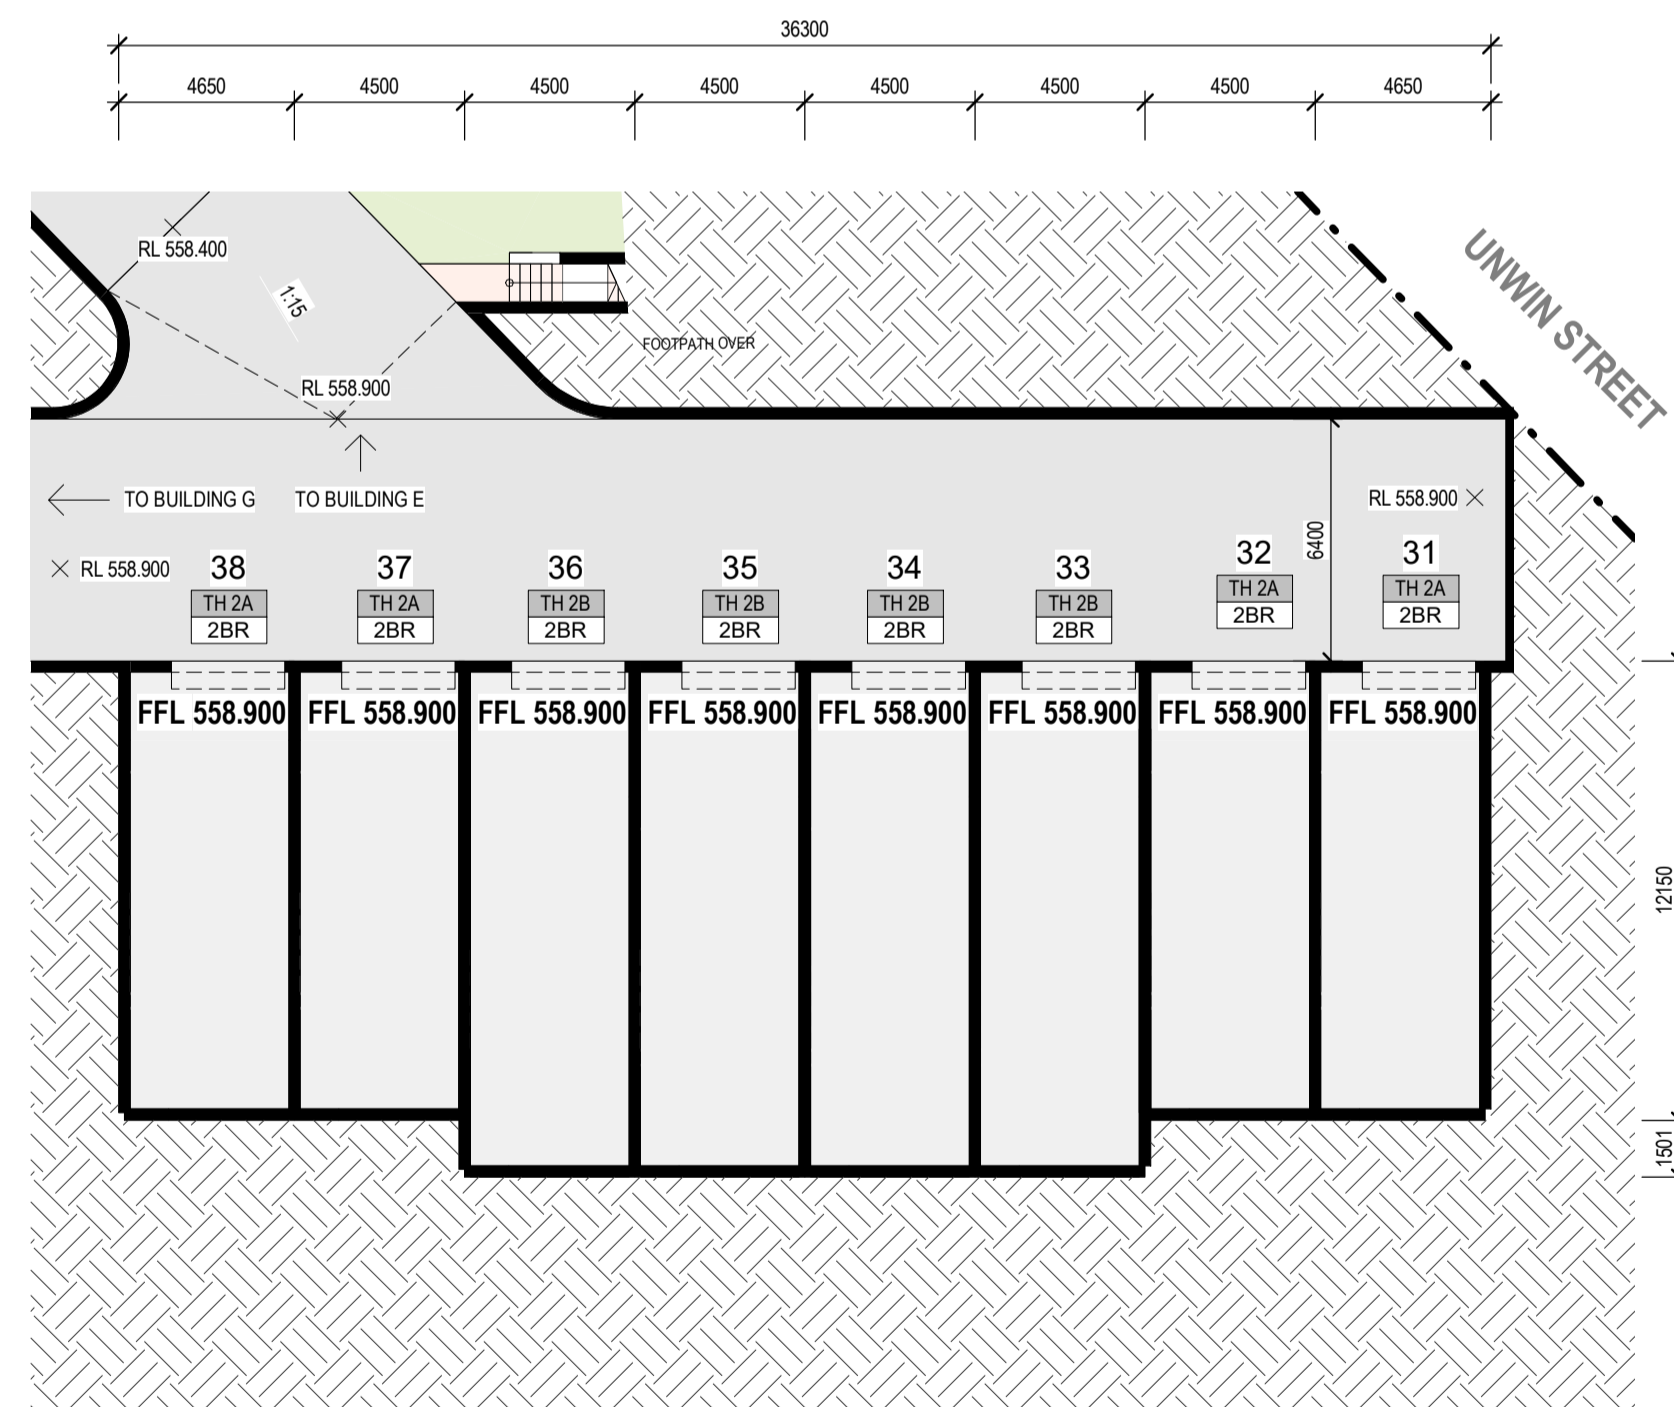 36300
4650 4500 4500 4500 4500 4500 4500 4650
UNWIN STREET
RL 558.400
1:15
FOOTPATH OVER
RL 558.900
TO BUILDING G
TO BUILDING E
RL 558.900
6400
RL 558.900
38 37 36 35 34 33 32 31
TH 2A TH 2A TH 2B TH 2B TH 2B TH 2B TH 2A TH 2A
2BR 2BR 2BR 2BR 2BR 2BR 2BR 2BR
FFL 558.900 FFL 558.900 FFL 558.900 FFL 558.900 FFL 558.900 FFL 558.900 FFL 558.900 FFL 558.900
12150
1501